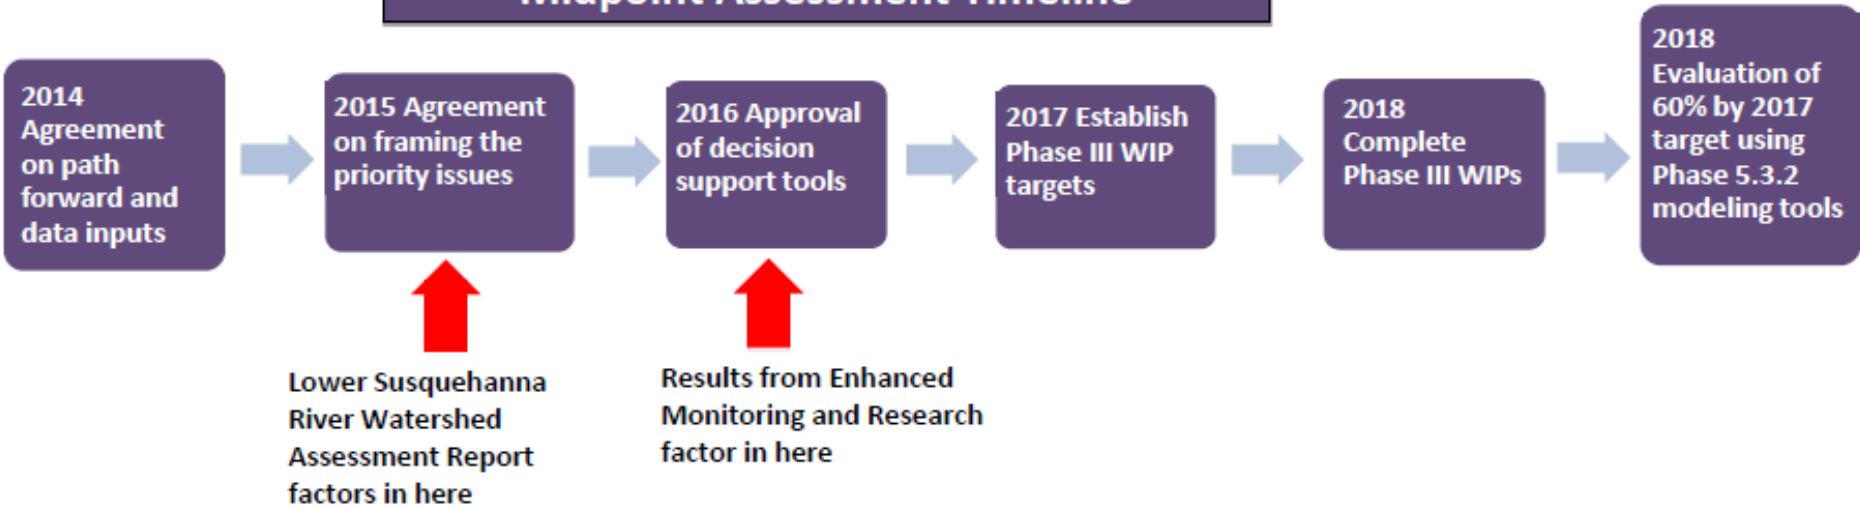 Midpoint Assessment Timeline
2014
Agreement
on path
forward and
data inputs
2015 Agreement
on framing the
priority issues
2016 Approval
of decision
support tools
2017 Establish
Phase III WIP
targets
2018
Complete
Phase III WIPs
2018
Evaluation of
60% by 2017
target using
Phase 5.3.2
modeling tools
Lower Susquehanna
River Watershed
Assessment Report
factors in here
Results from Enhanced
Monitoring and Research
factor in here